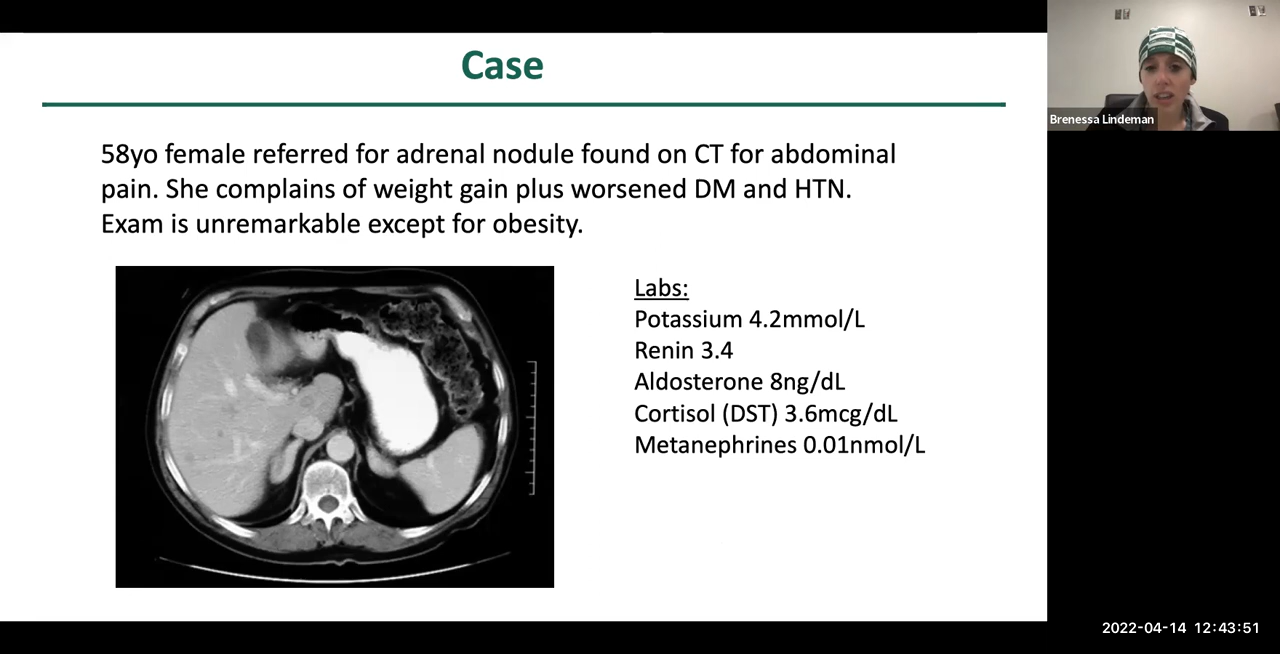 Case
58yo female referred for adrenal nodule found on CT for abdominal
pain. She complains of weight gain plus worsened DM and HTN.
Exam is unremarkable except for obesity.
Labs:
Potassium 4.2mmol/L
Renin 3.4
Aldosterone 8ng/dL
Cortisol (DST) 3.6mcg/dL
Metanephrines 0.01nmol/L
Brenessa Lindeman
2022-04-14 12:43:51